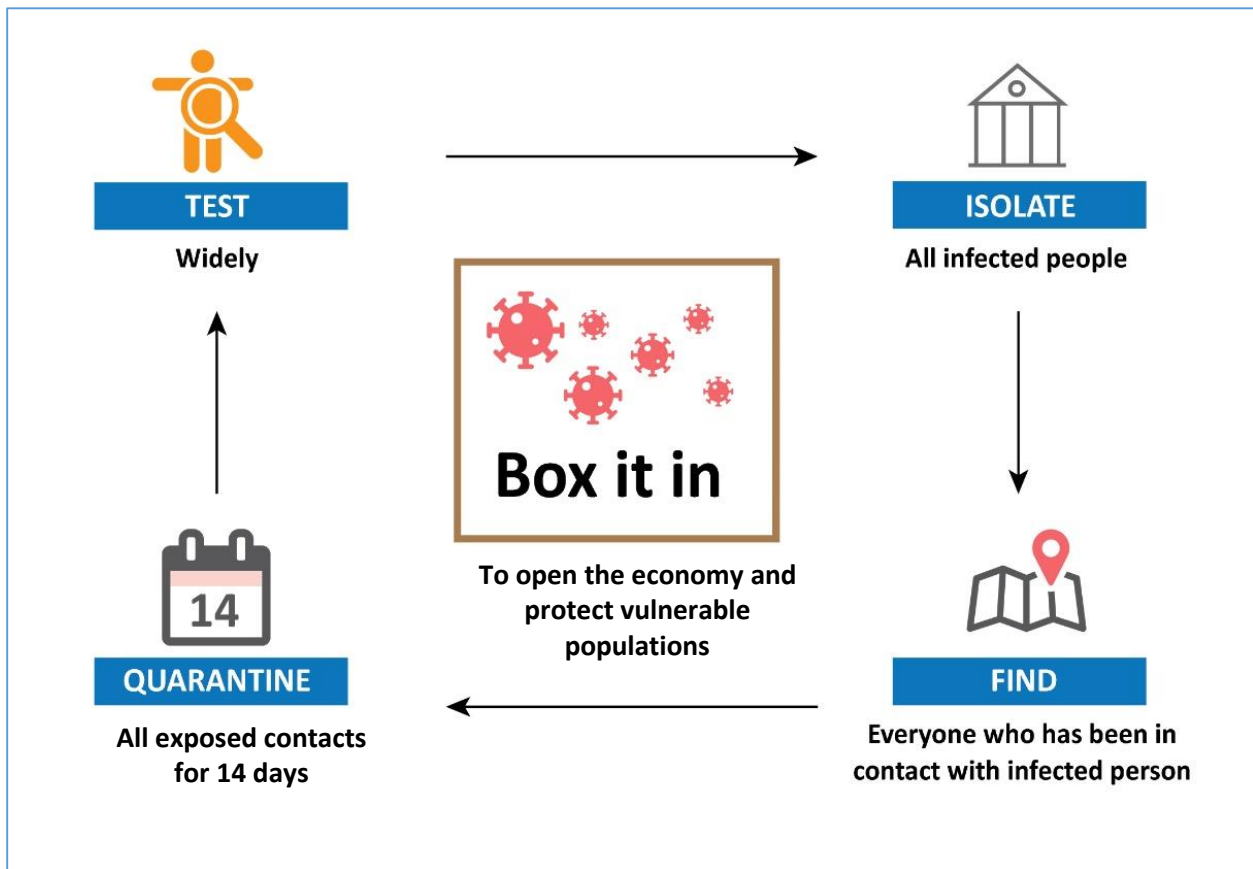 TEST
Widely
ISOLATE
All infected people
Box it in
To open the economy and
protect vulnerable
populations
14
QUARANTINE
All exposed contacts
for 14 days
FIND
Everyone who has been in
contact with infected person